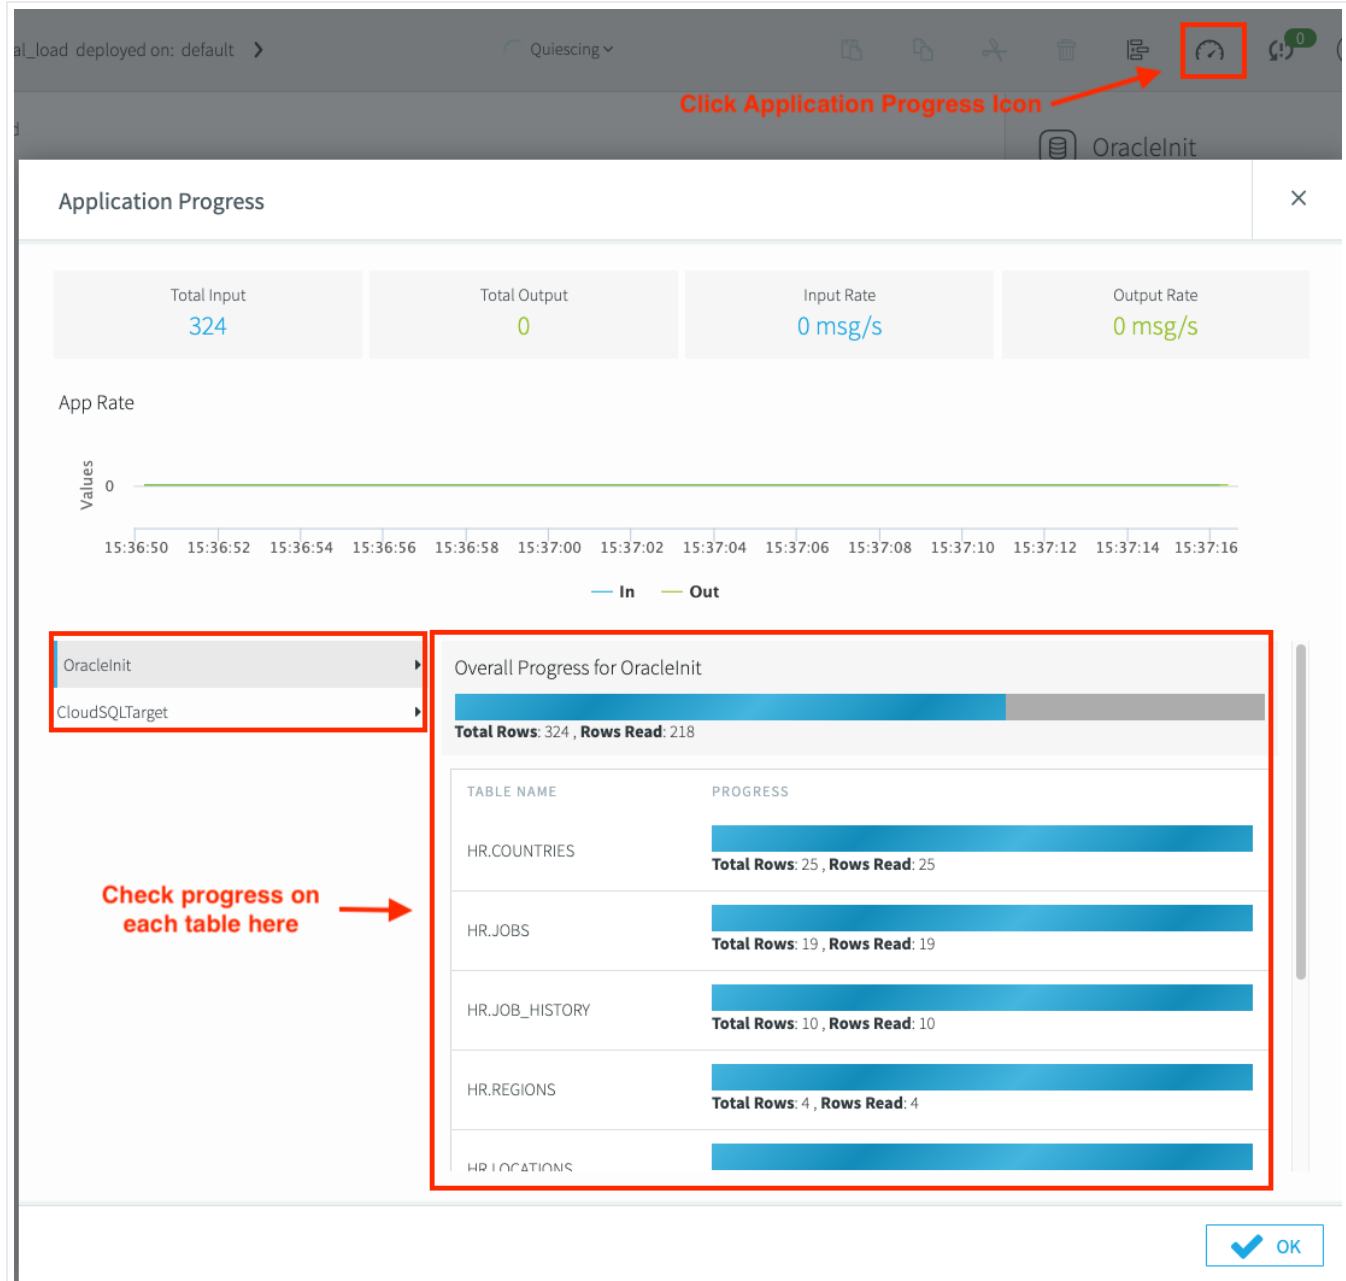 al_load deployed on: default
Quiescing
0
Click Application Progress Icon
OracleInit
Application Progress
Total Input
324
Total Output
0
Input Rate
0 msg/s
Output Rate
0 msg/s
App Rate
Values
0
15:36:50 15:36:52 15:36:54 15:36:56 15:36:58 15:37:00 15:37:02 15:37:04 15:37:06 15:37:08 15:37:10 15:37:12 15:37:14 15:37:16
In Out
OracleInit
CloudSQLTarget
Overall Progress for OracleInit
Total Rows: 324 , Rows Read: 218
TABLE NAME PROGRESS
HR.COUNTRIES
Total Rows: 25 , Rows Read: 25
Check progress on
each table here
HR.JOBS
Total Rows: 19 , Rows Read: 19
HR.JOB_HISTORY
Total Rows: 10 , Rows Read: 10
HR.REGIONS
Total Rows: 4 , Rows Read: 4
HR.LOCATIONS
OK